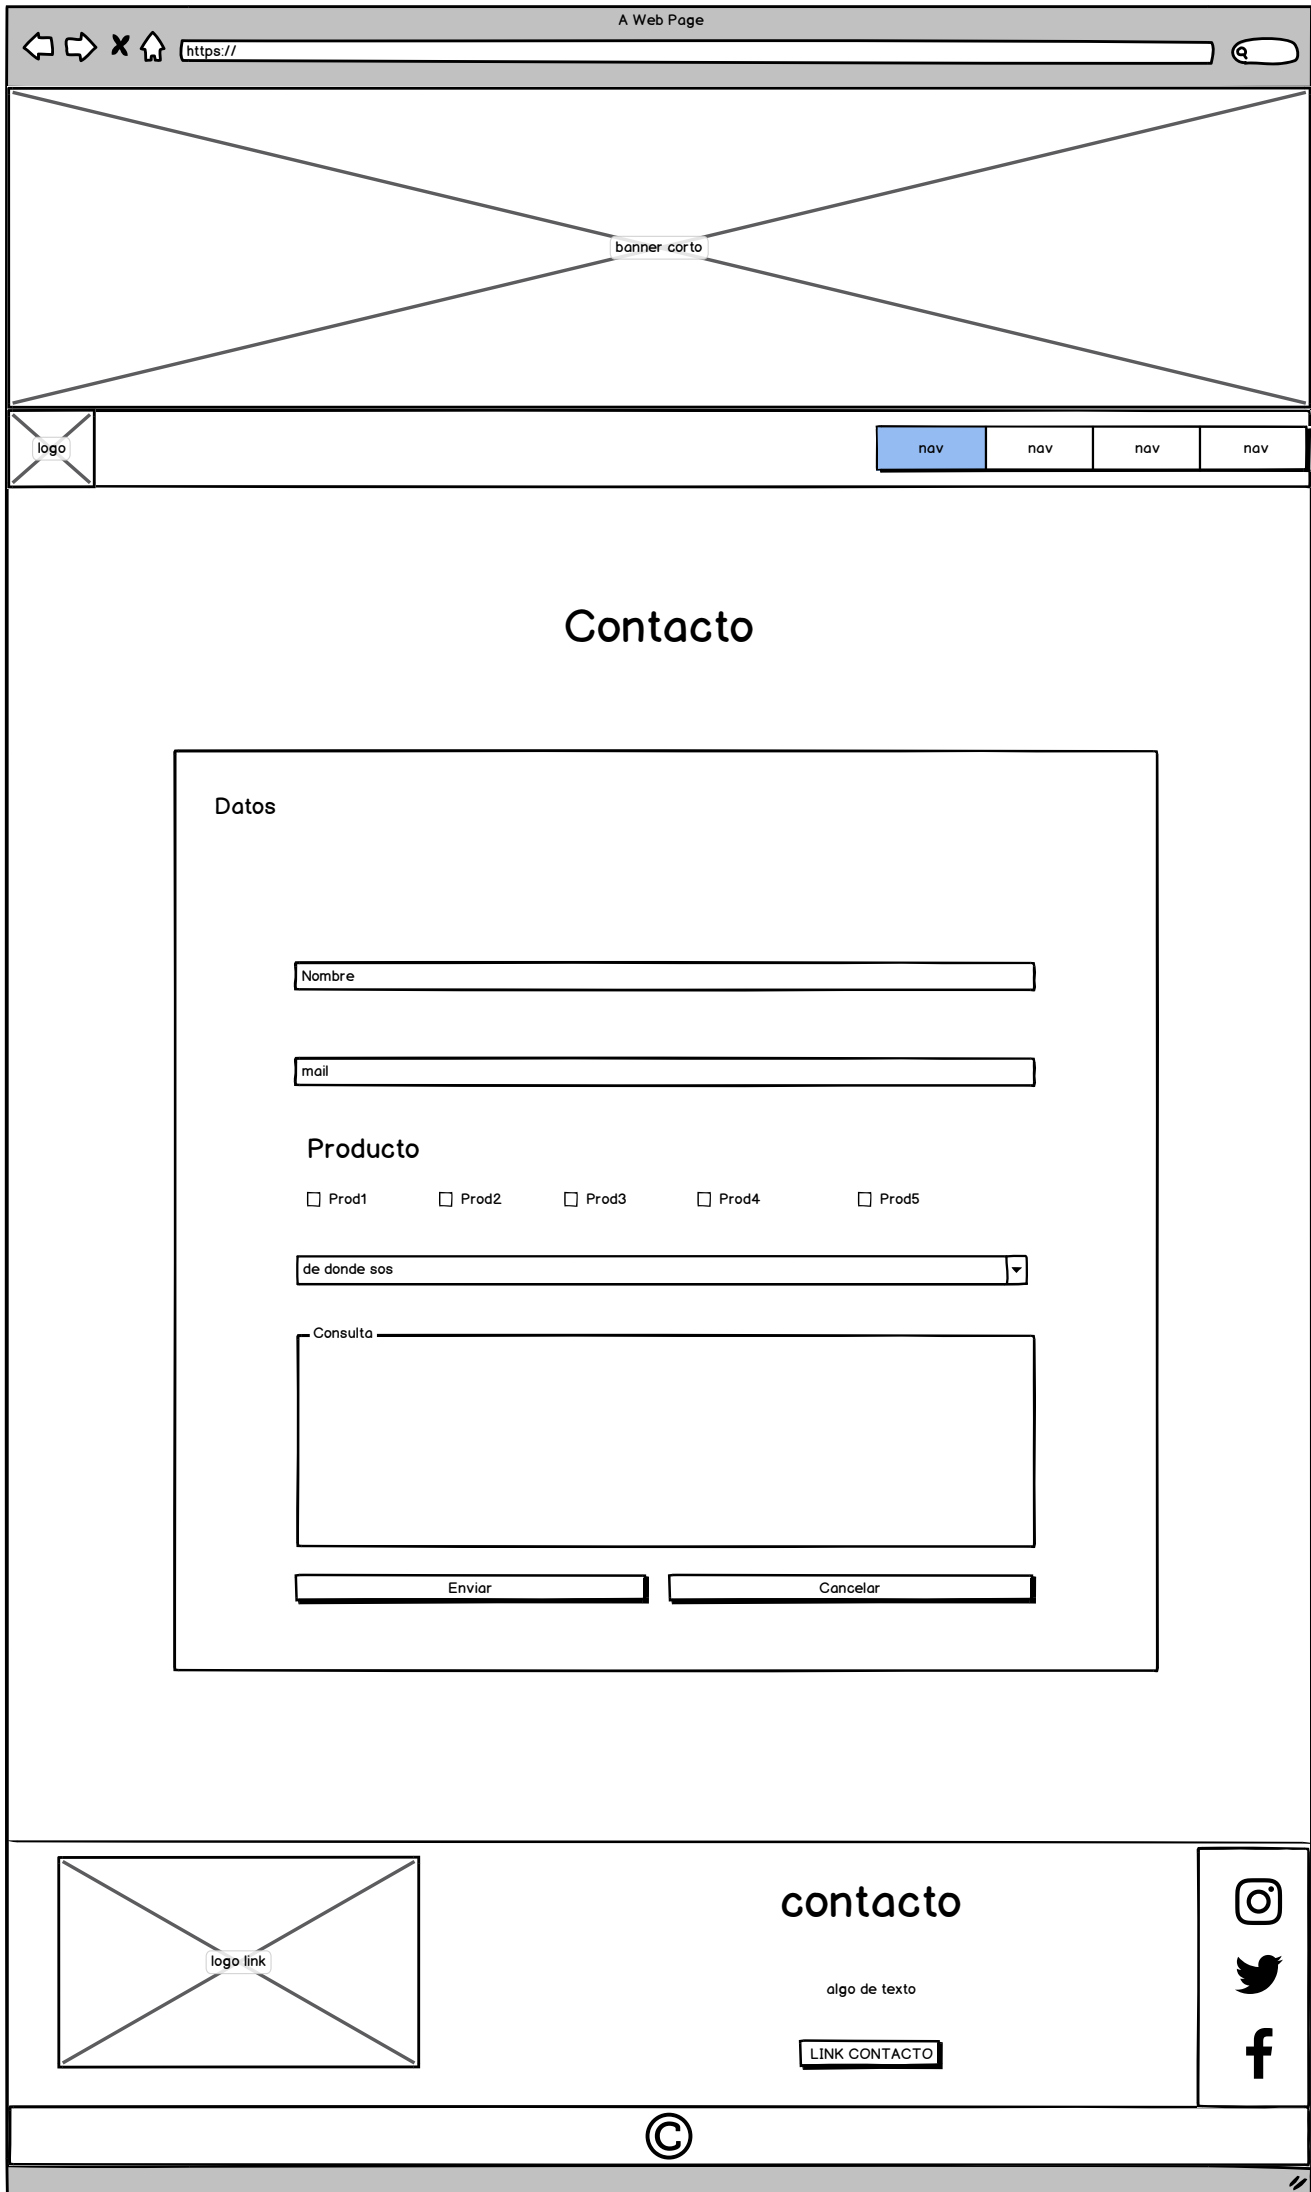 A Web Page
https://
banner corto
logo
nav nav nav nav
Contacto
Datos
Nombre
mail
Producto
Prod1 Prod2 Prod3 Prod4 Prod5
de donde sos
Consulta
Enviar Cancelar
contacto
logo link
algo de texto
LINK CONTACTO
©